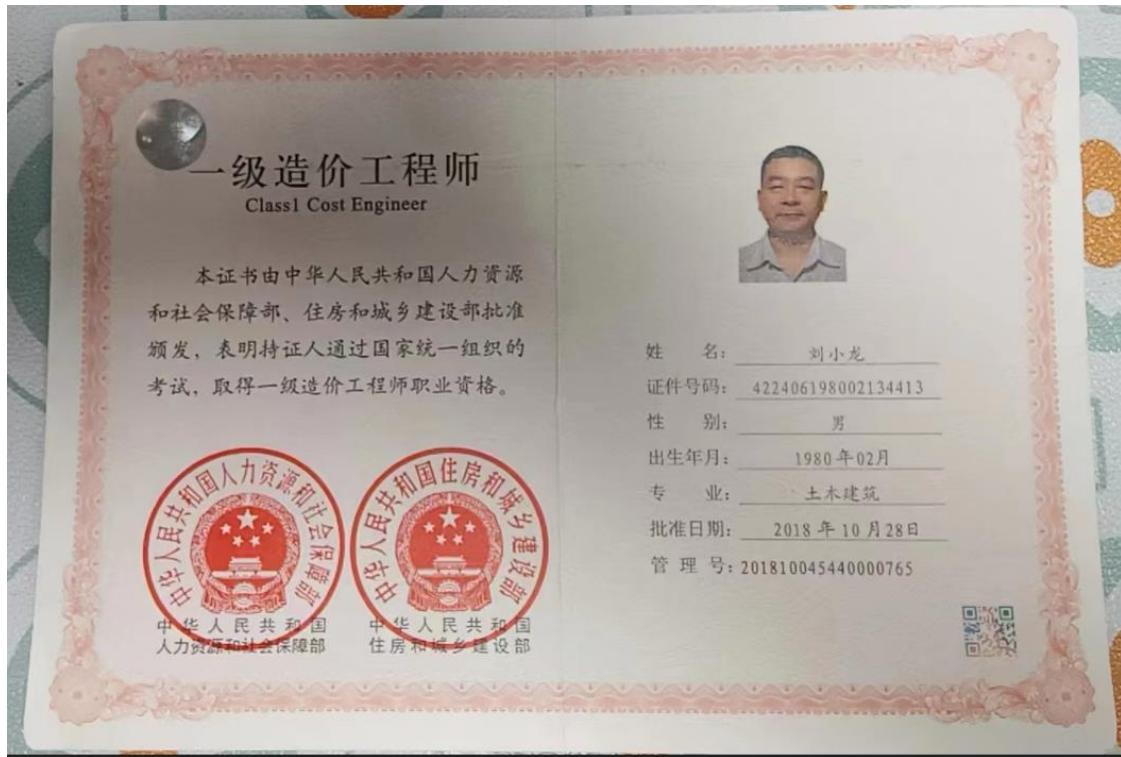 一级造价工程师
Class1 Cost Engineer
本证书由中华人民共和国人力资源
和社会保障部、住房和城乡建设部批准
颁发，表明持证人通过国家统一组织的
考试，取得一级造价工程师职业资格。
中华人民共和国人力资源和社会保障部
中华人民共和国住房和城乡建设部
中华人民共和国
人力资源和社会保障部
中华人民共和国
住房和城乡建设部
姓 名：刘小龙
证件号码：422406198002134413
性 别：男
出生年月：1980年02月
专 业：土木建筑
批准日期：2018年10月28日
管 理 号：201810045440000765